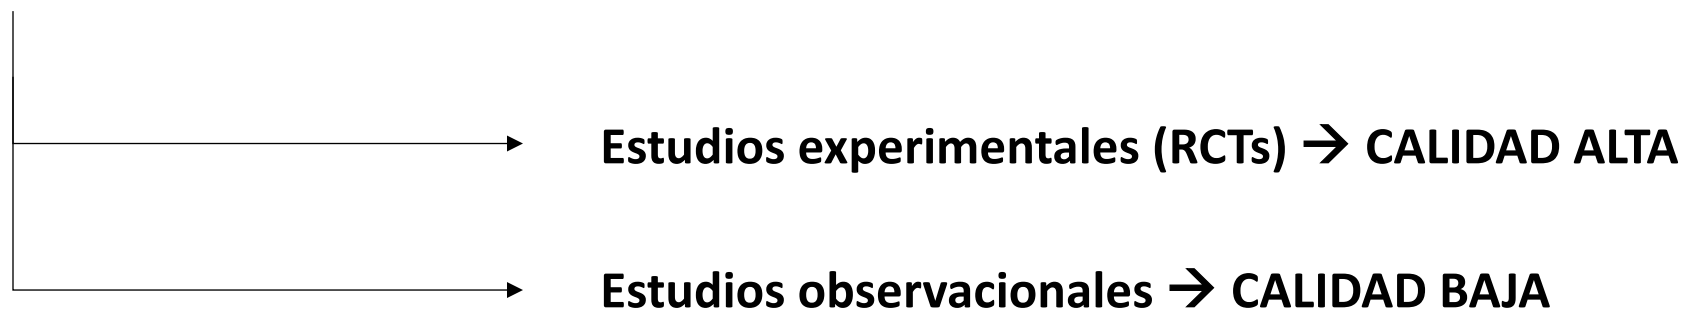 Estudios experimentales (RCTs) → CALIDAD ALTA
Estudios observacionales → CALIDAD BAJA